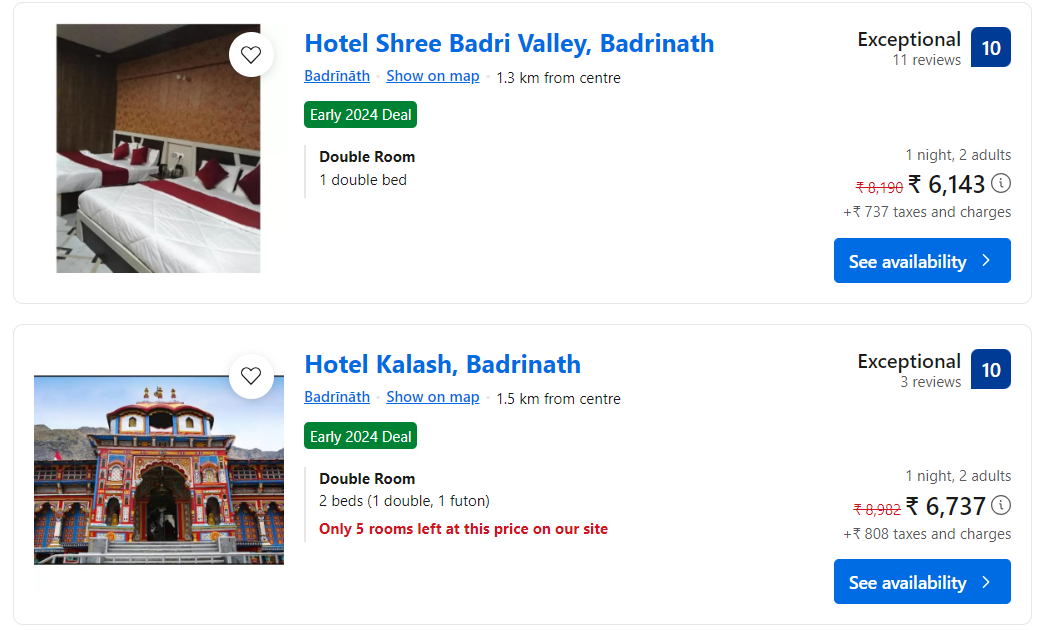 Hotel Shree Badri Valley, Badrinath
Exceptional 10
11 reviews
Badrīnāth · Show on map · 1.3 km from centre
Early 2024 Deal
Double Room
1 double bed
1 night, 2 adults
₹ 8,190 ₹ 6,143
+₹ 737 taxes and charges
See availability
Hotel Kalash, Badrinath
Exceptional 10
3 reviews
Badrīnāth · Show on map · 1.5 km from centre
Early 2024 Deal
Double Room
2 beds (1 double, 1 futon)
Only 5 rooms left at this price on our site
1 night, 2 adults
₹ 8,982 ₹ 6,737
+₹ 808 taxes and charges
See availability